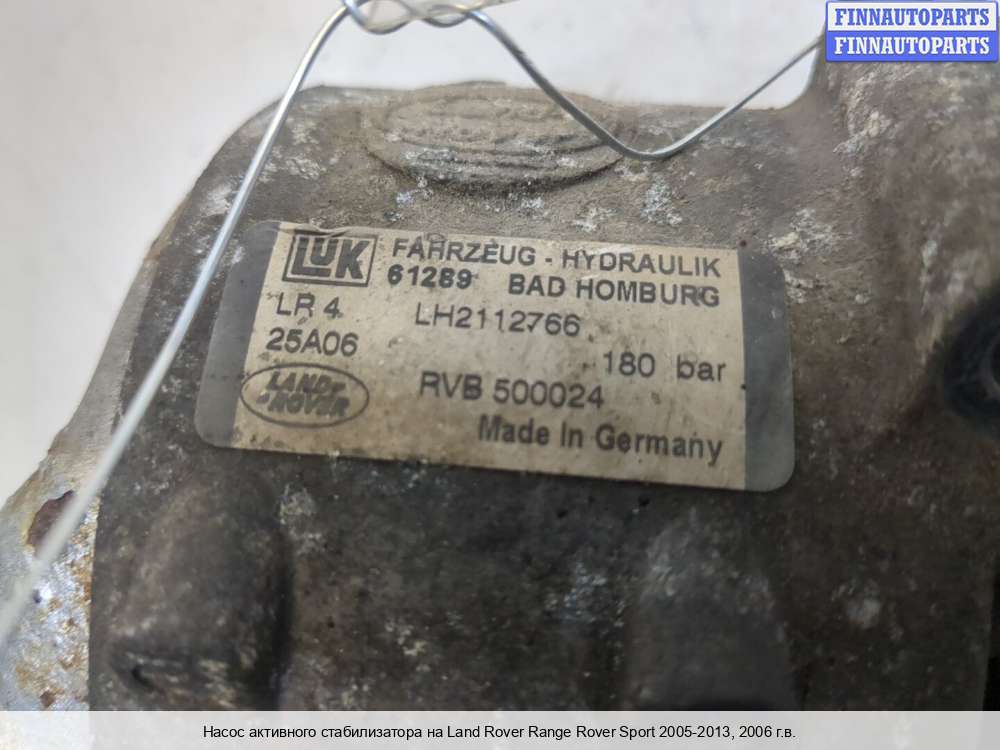 FINNAUTOPARTS
FINNAUTOPARTS
LUK FAHRZEUG - HYDRAULIK
61289 BAD HOMBURG
LR 4 LH2112766
25A06 180 bar
LAND-ROVER RVB 500024
Made In Germany
Насос активного стабилизатора на Land Rover Range Rover Sport 2005-2013, 2006 г.в.